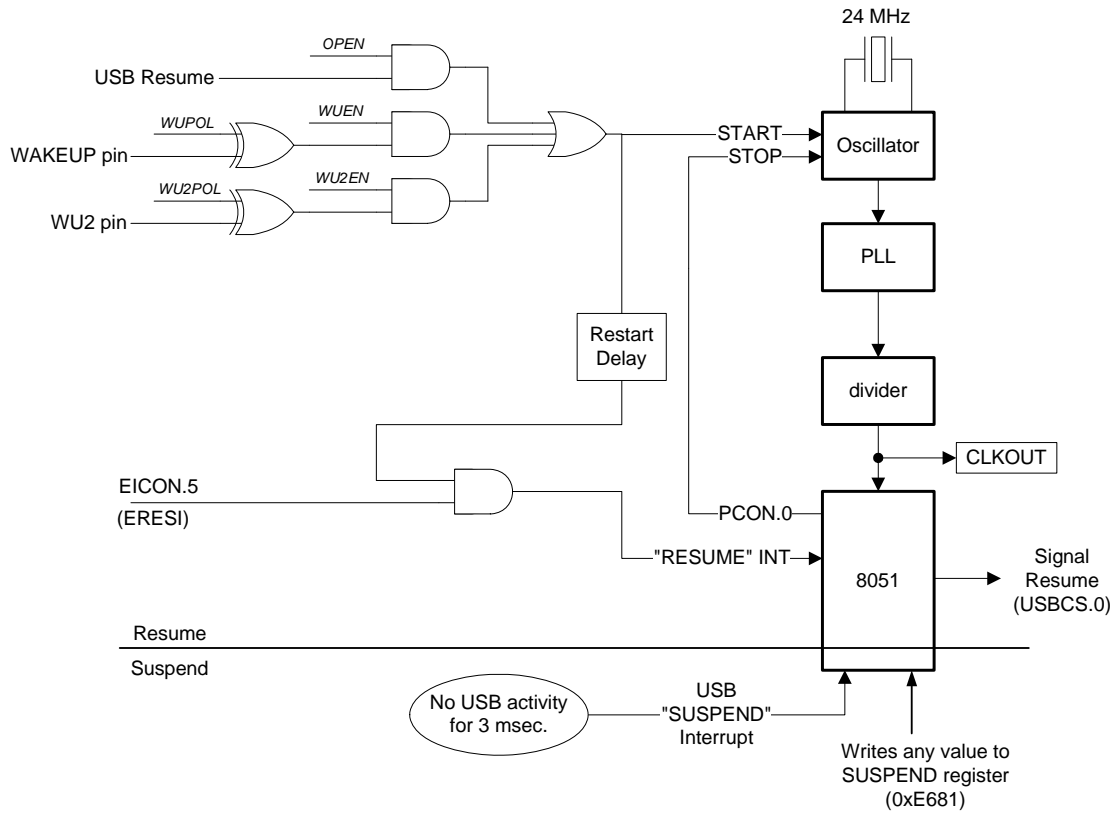 24 MHz
OPEN
USB Resume
WUPOL
WUEN
WAKEUP pin
WU2POL
WU2EN
WU2 pin
START
STOP
Oscillator
PLL
Restart
Delay
divider
CLKOUT
EICON.5
(ERESI)
PCON.0
"RESUME" INT
8051
Signal
Resume
(USBCS.0)
Resume
Suspend
No USB activity
for 3 msec.
USB
"SUSPEND"
Interrupt
Writes any value to
SUSPEND register
(0xE681)